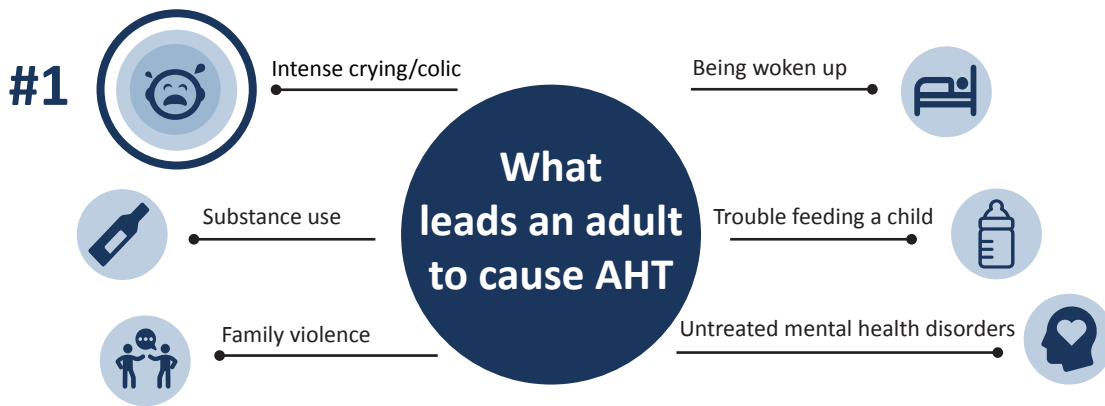 #1
Intense crying/colic
Being woken up
What
leads an adult
to cause AHT
Substance use
Trouble feeding a child
Family violence
Untreated mental health disorders